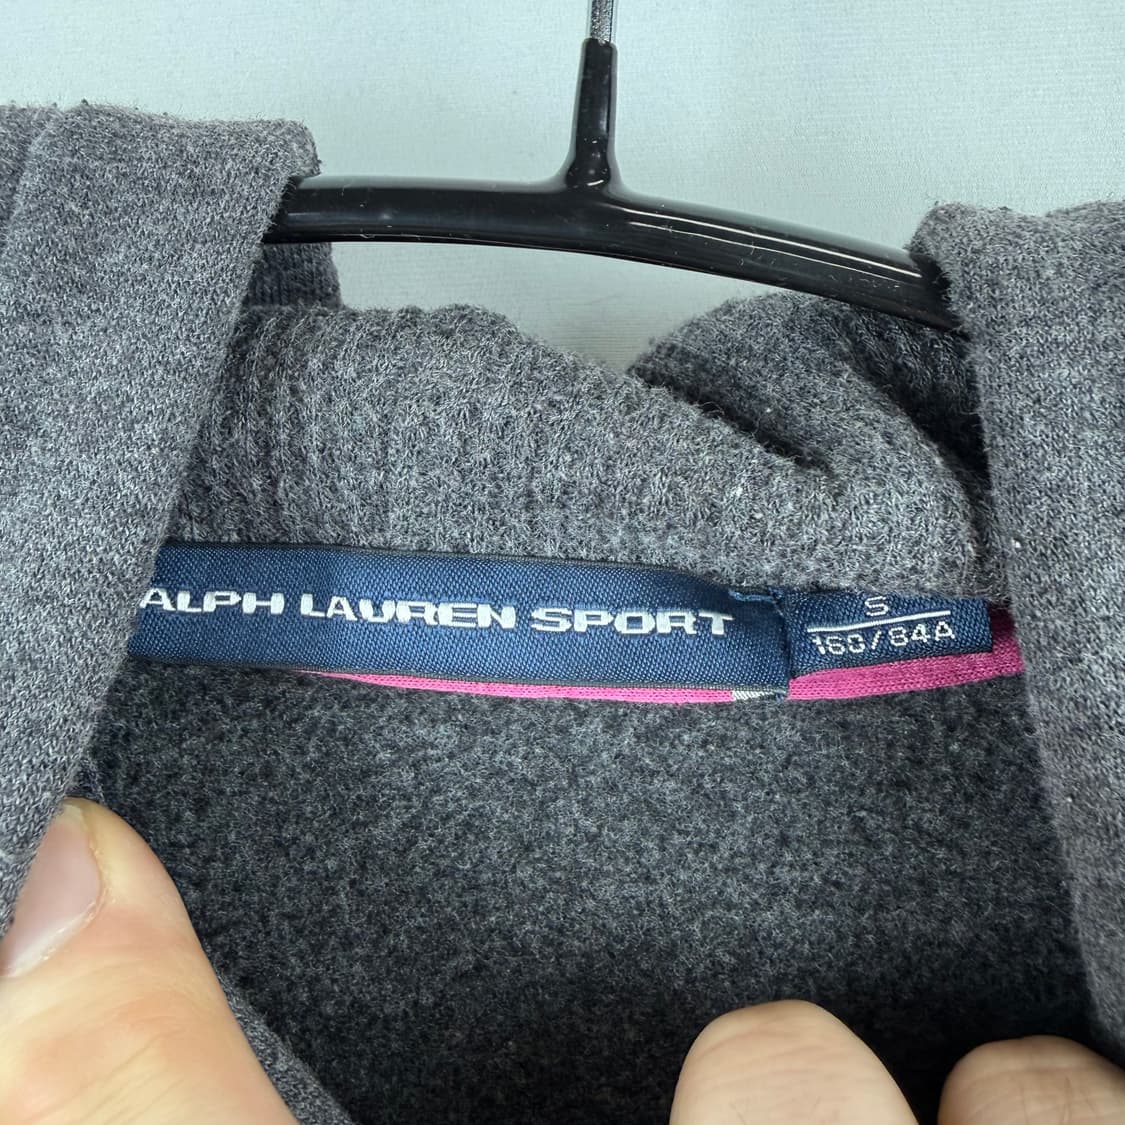 ALPH LAUREN SPORT
S
160/84A